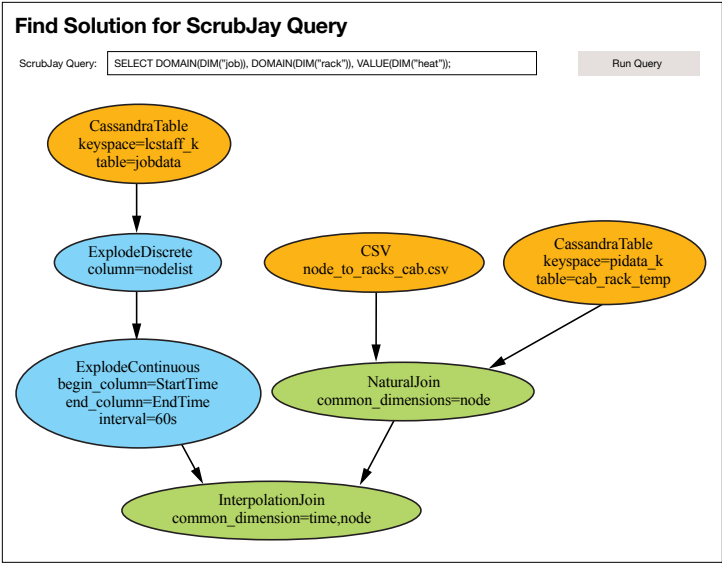 Find Solution for ScrubJay Query
ScrubJay Query:
SELECT DOMAIN(DIM("job)), DOMAIN(DIM("rack")), VALUE(DIM("heat"));
Run Query
CassandraTable
keyspace=lcstaff_k
table=jobdata
ExplodeDiscrete
column=nodelist
CSV
node_to_racks_cab.csv
CassandraTable
keyspace=pidata_k
table=cab_rack_temp
ExplodeContinuous
begin_column=StartTime
end_column=EndTime
interval=60s
NaturalJoin
common_dimensions=node
InterpolationJoin
common_dimension=time,node